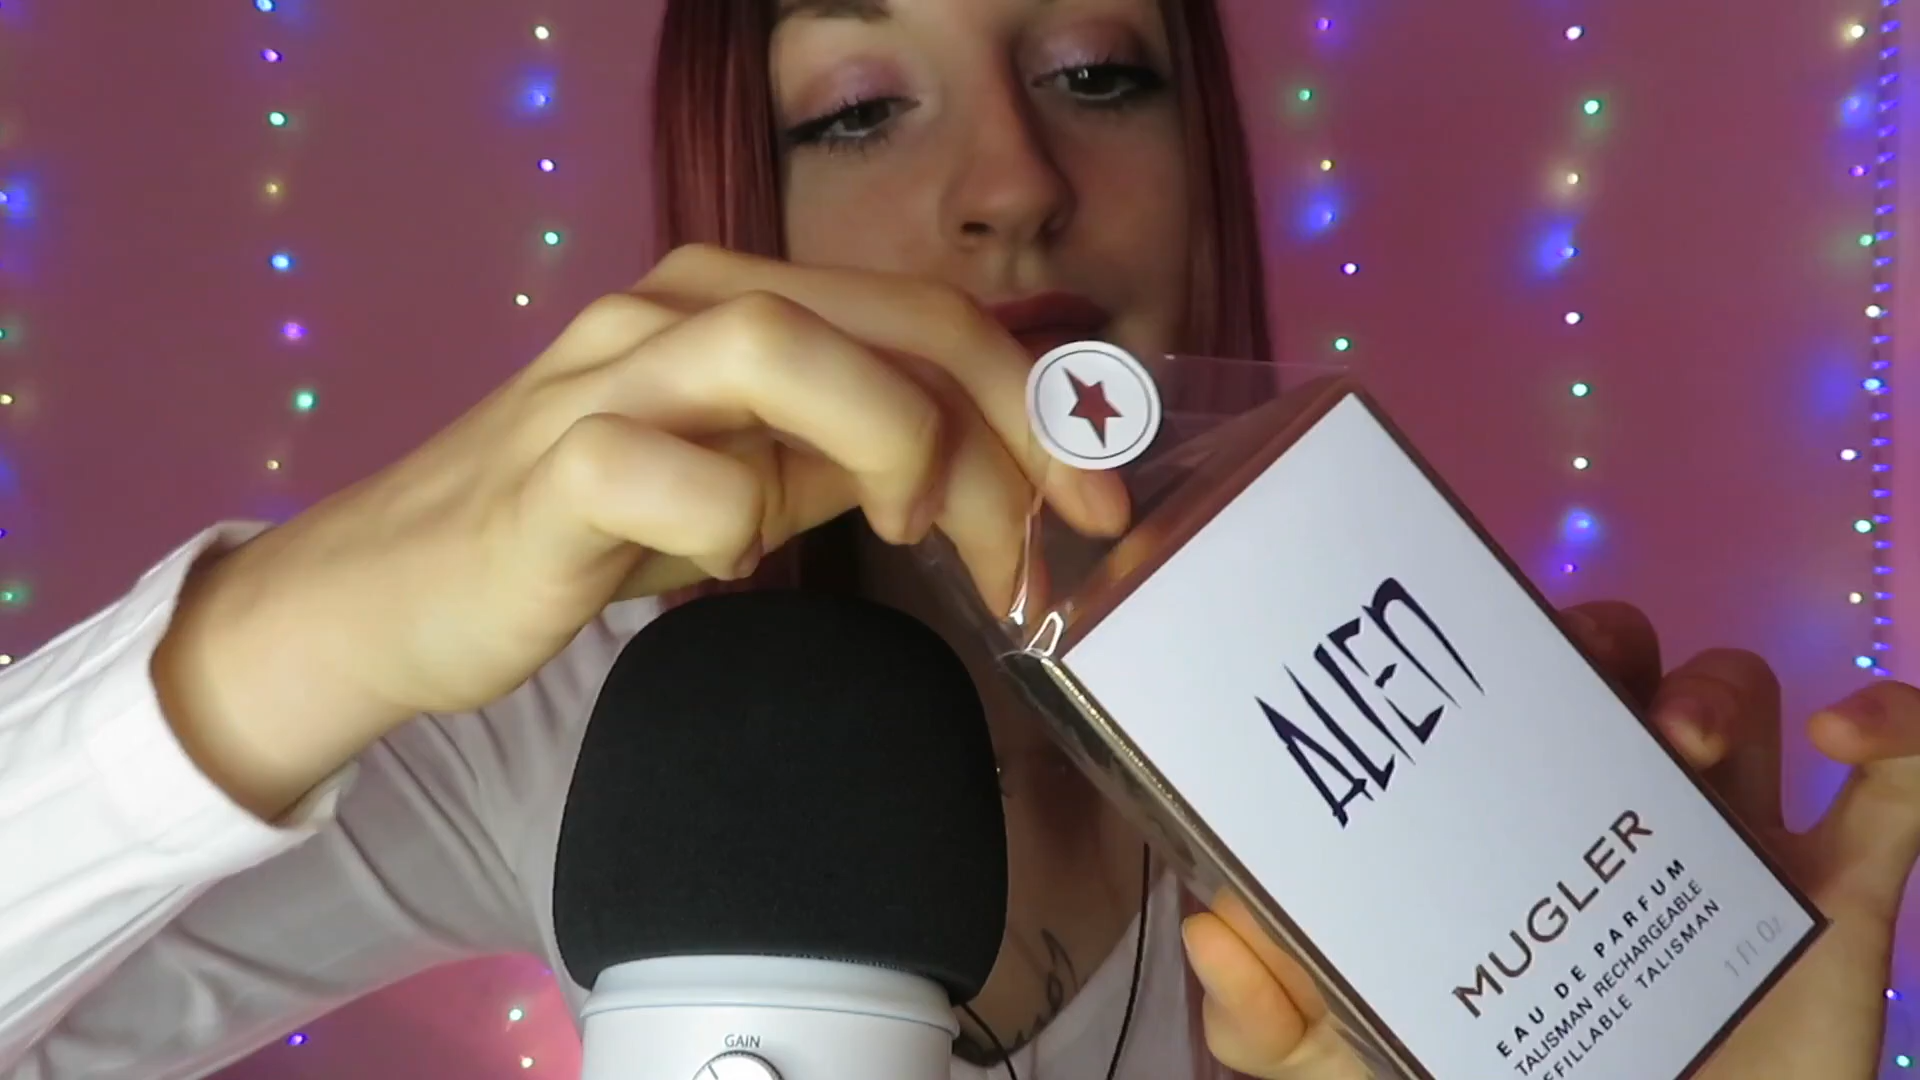 ALIEN
MUGLER
EAU DE PARFUM
TALISMAN RECHARGEABLE
EFILLABLE TALISMAN
1 fl Oz.
GAIN